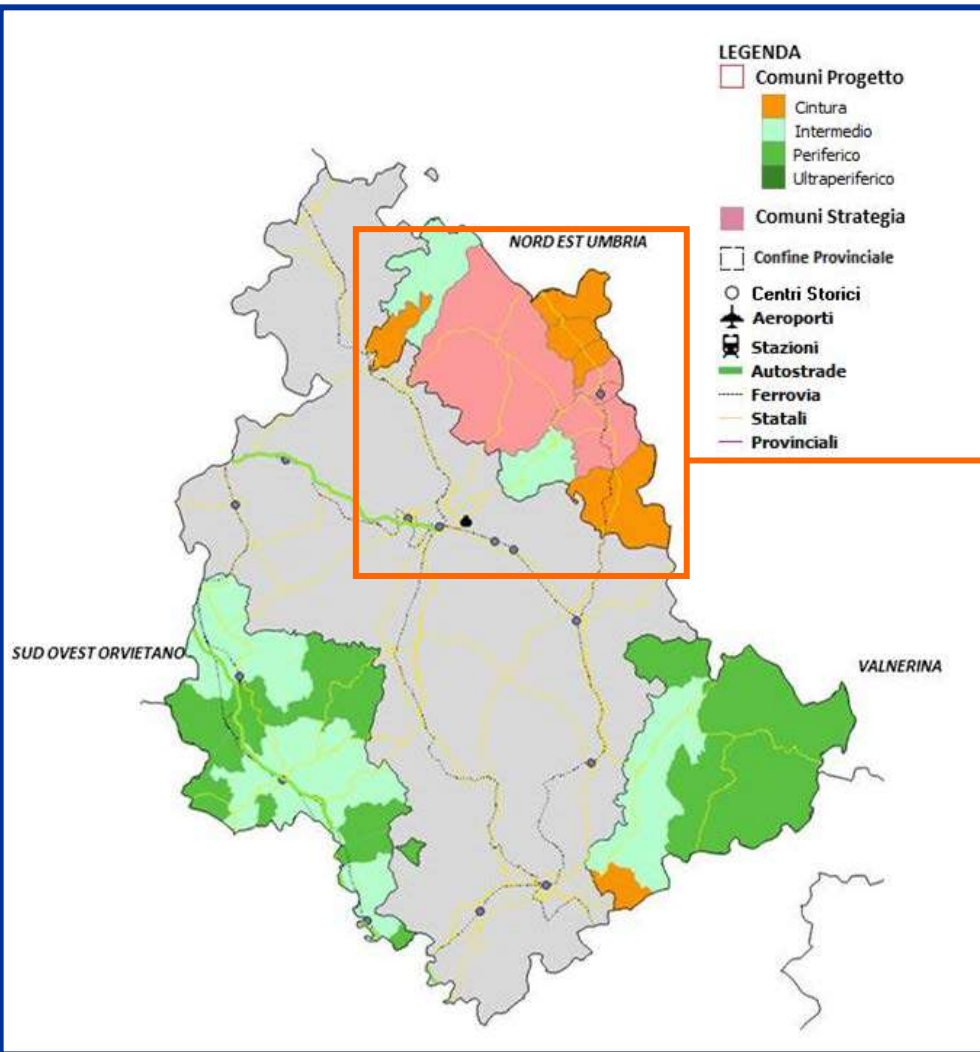 LEGENDA
Comuni Progetto
Cintura
Intermedio
Periferico
Ultraperiferico
Comuni Strategia
Confine Provinciale
Centri Storici
Aeroporti
Stazioni
Autostrade
Ferrovia
Statali
Provinciali
NORD EST UMBRIA
SUD OVEST ORVIETANO
VALNERINA